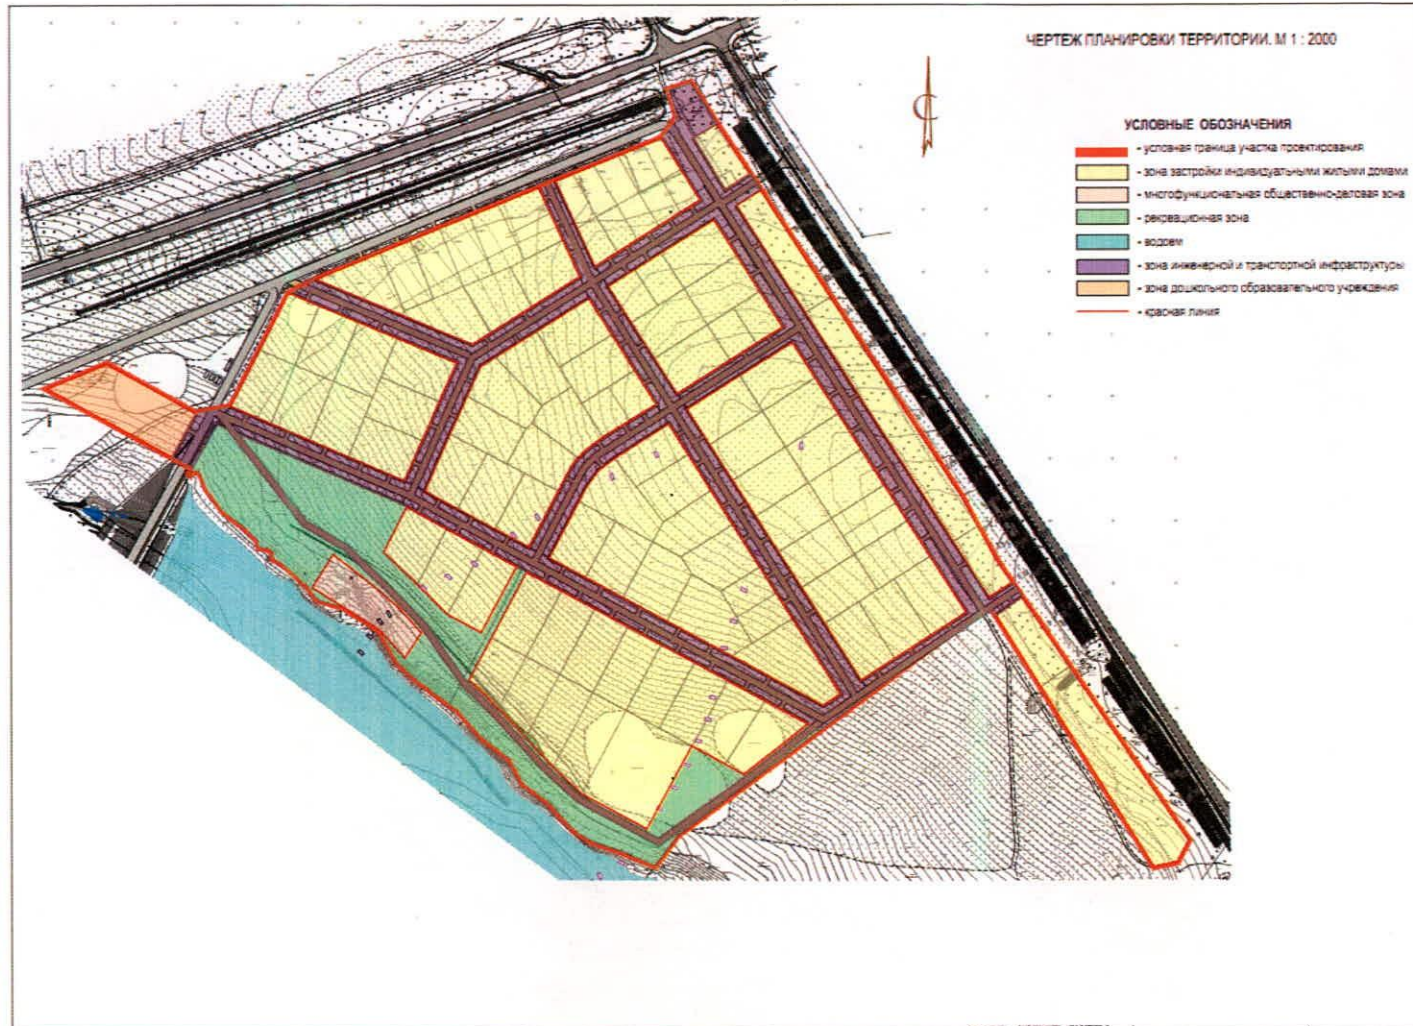 ЧЕРТЕЖ ПЛАНИРОВКИ ТЕРРИТОРИИ. М 1 : 2000
УСЛОВНЫЕ ОБОЗНАЧЕНИЯ
- условная граница участка проектирования
- зона застройки индивидуальными жилыми домами
- многофункциональная общественно-деловая зона
- рекреационная зона
- водоем
- зона инженерной и транспортной инфраструктуры
- зона дошкольного образовательного учреждения
- красная линия